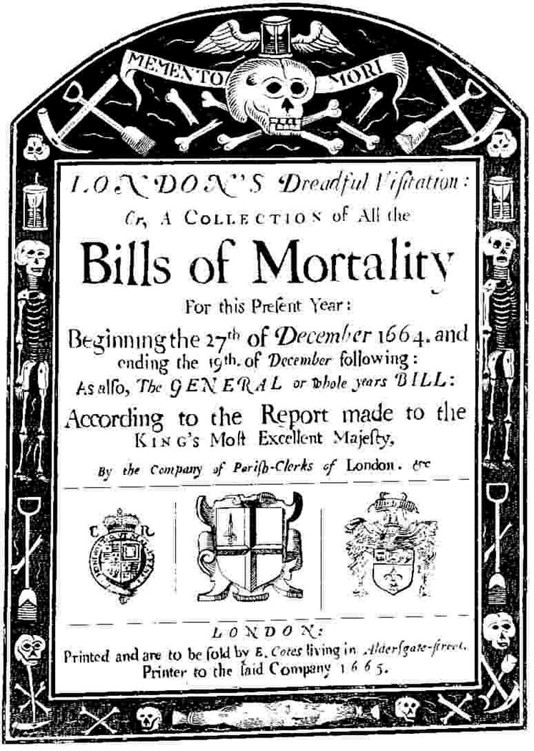 MEMENTO MORI
LONDON'S Dreadful Viſitation:
Or, A COLLECTION of All the
Bills of Mortality
For this Preſent Year:
Beginning the 27th of December 1664. and
ending the 19th. of December following:
As alſo, The GENERAL or whole years BILL:
According to the Report made to the
KING'S Moſt Excellent Majeſty,
By the Company of Pariſh-Clerks of London. &c
C R
LONDON:
Printed and are to be ſold by E. Cotes living in Alderſgate-ſtreet.
Printer to the ſaid Company 1665.